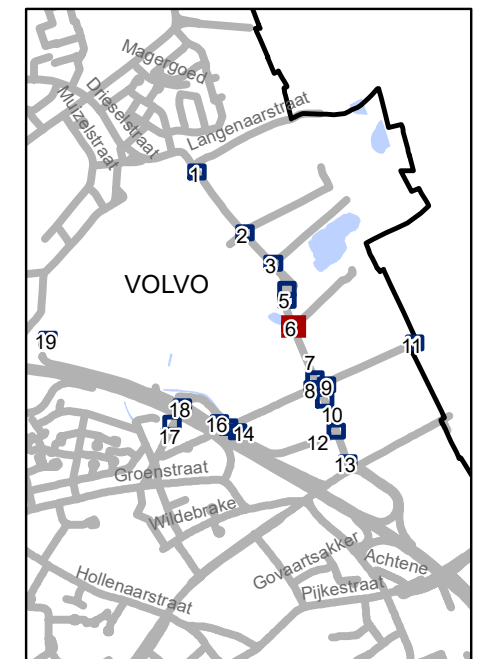 Magergoed
Drieselstraat
Muizelstraat
Langenaarstraat
1
2
3
VOLVO
5
6
19
11
7
8
9
18
10
16
17
14
12
13
Groenstraat
Wildebrake
Govaartsakker
Achtene
Hollenaarstraat
Pijkestraat